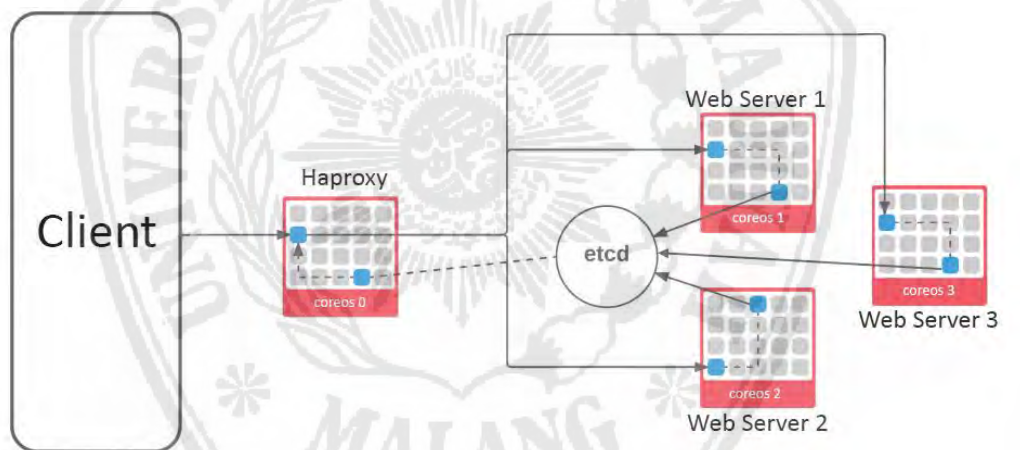 Client
Haproxy
coreos 0
etcd
Web Server 1
coreos 1
coreos 2
Web Server 2
coreos 3
Web Server 3
MALANG